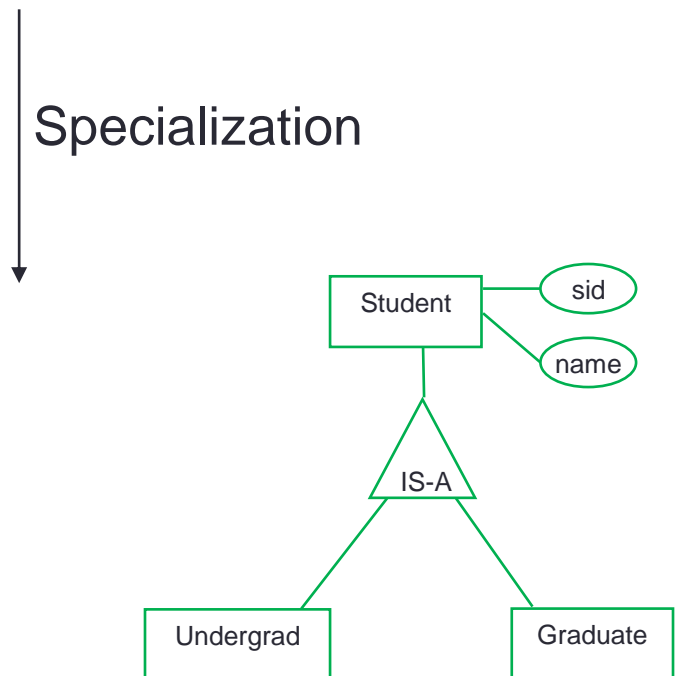 Specialization
Student
sid
name
IS-A
Undergrad
Graduate